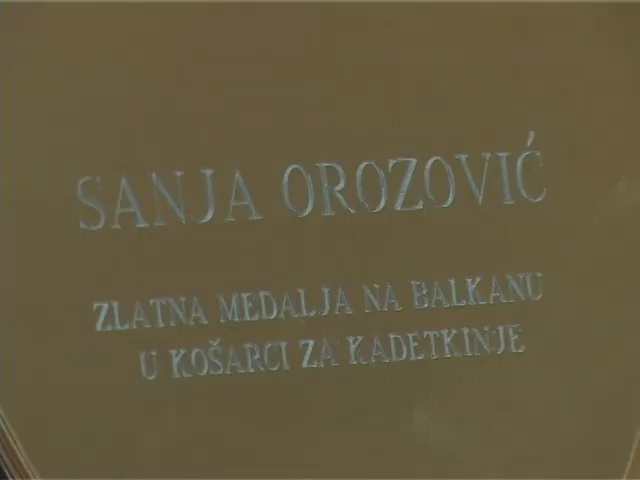 SANJA OROZOVIĆ
ZLATNA MEDALJA NA BALKANU
U KOŠARCI ZA KADETKINJE